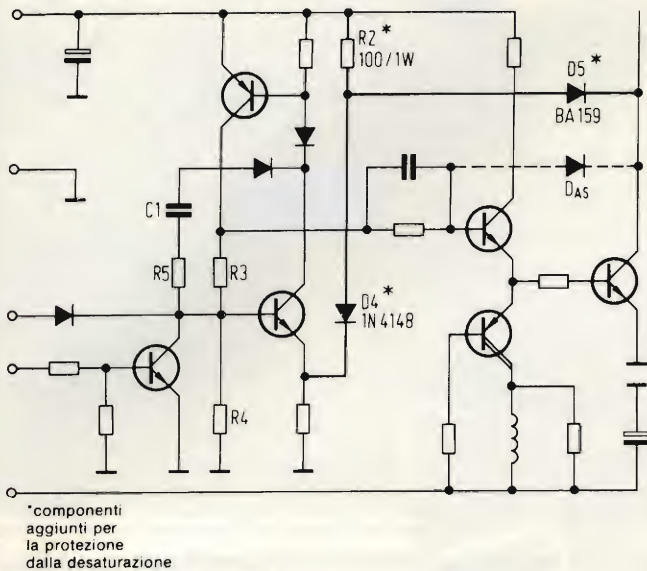 R2*
100/1W
D5*
BA159
C1
DAS
R5
R3
D4*
1N4148
R4
*componenti
aggiunti per
la protezione
dalla desaturazione